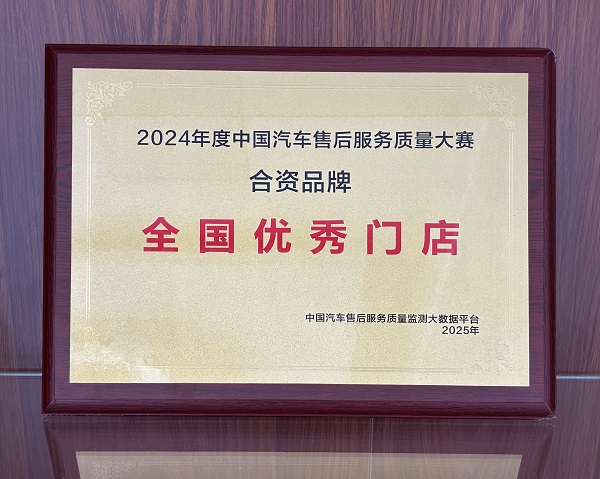 2024年度中国汽车售后服务质量大赛
合资品牌
全国优秀门店
中国汽车售后服务质量监测大数据平台
2025年